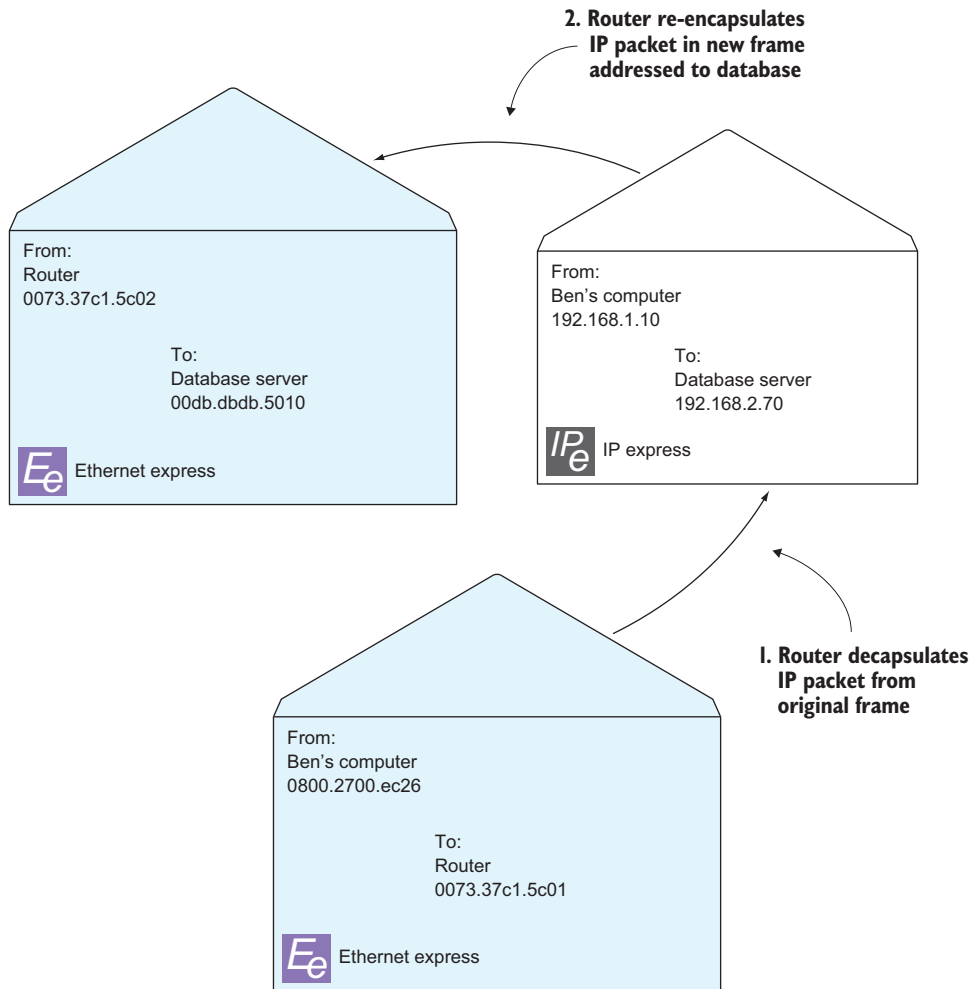 2. Router re-encapsulates
IP packet in new frame
addressed to database
From:
Router
0073.37c1.5c02
To:
Database server
00db.dbdb.5010
Ee
Ethernet express
From:
Ben's computer
192.168.1.10
To:
Database server
192.168.2.70
IPe
IP express
1. Router decapsulates
IP packet from
original frame
From:
Ben's computer
0800.2700.ec26
To:
Router
0073.37c1.5c01
Ee
Ethernet express